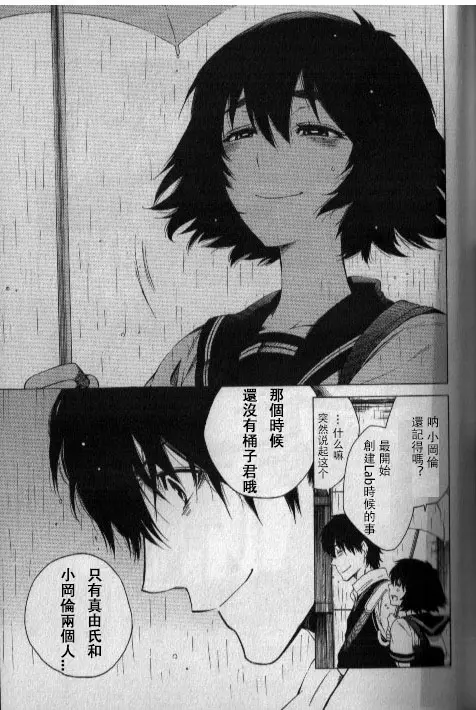 吶 小岡倫
還記得嗎?
最開始
創建Lab時候的事
…什么嘛
突然说起这个
那個時候
還沒有桶子君哦
只有真由氏和
小岡倫兩個人…